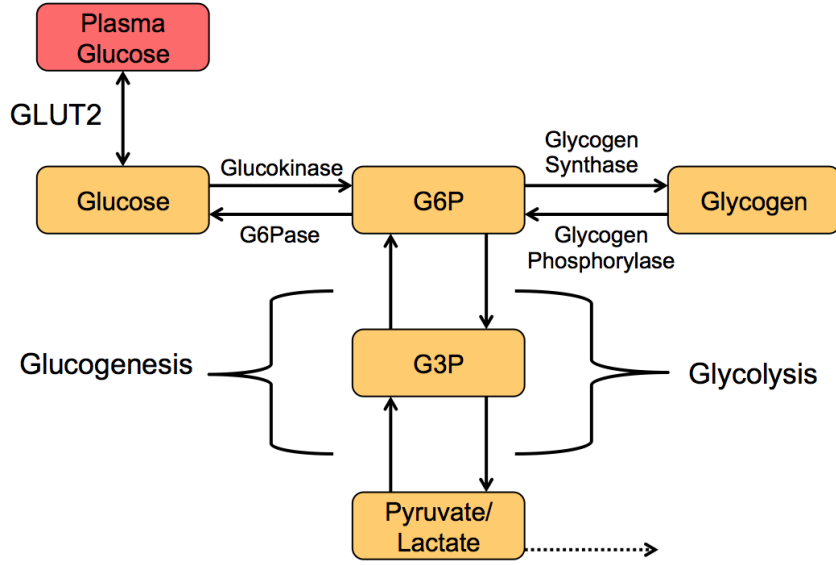 Plasma
Glucose
GLUT2
Glucose
Glucokinase
G6Pase
G6P
Glycogen
Synthase
Glycogen
Phosphorylase
Glycogen
Glucogenesis
G3P
Glycolysis
Pyruvate/
Lactate